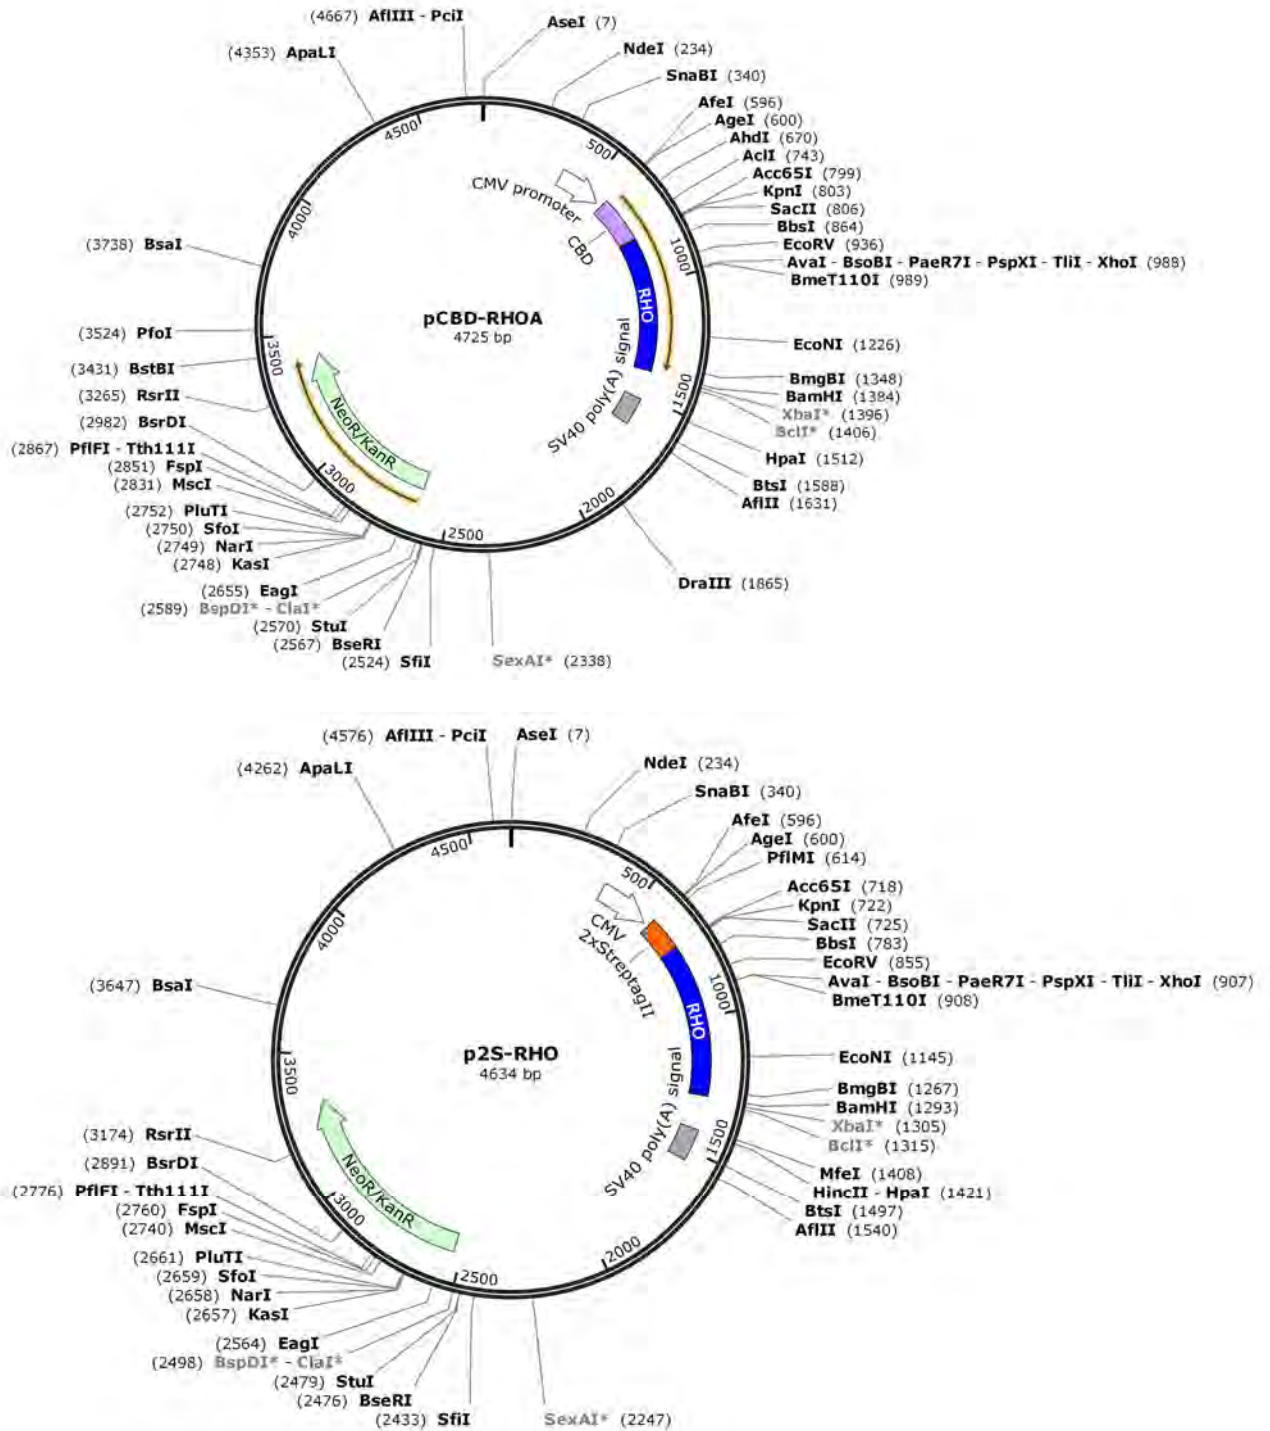 (4667) AflIII - PciI
AseI (7)
(4353) ApaLI
NdeI (234)
SnaBI (340)
AfeI (596)
AgeI (600)
AhdI (670)
AclI (743)
Acc65I (799)
KpnI (803)
SacII (806)
BbsI (864)
EcoRV (936)
AvaI - BsoBI - PaeR7I - PspXI - TliI - XhoI (988)
BmeT110I (989)
EcoNI (1226)
BmgBI (1348)
BamHI (1384)
XbaI* (1396)
BclI* (1406)
HpaI (1512)
BtsI (1588)
AflII (1631)
DraIII (1865)
SexAI* (2338)
(2524) SfiI
(2567) BseRI
(2570) StuI
(2589) BspDI* - ClaI*
(2655) EagI
(2748) KasI
(2749) NarI
(2750) SfoI
(2752) PluTI
(2831) MscI
(2851) FspI
(2867) PflFI - Tth111I
(2982) BsrDI
(3265) RsrII
(3431) BstBI
(3524) PfoI
(3738) BsaI
500
1000
1500
2000
2500
3000
3500
4000
4500
CMV promoter
CBD
RHO
SV40 poly(A) signal
NeoR/KanR
pCBD-RHOA
4725 bp
(4576) AflIII - PciI
AseI (7)
(4262) ApaLI
NdeI (234)
SnaBI (340)
AfeI (596)
AgeI (600)
PflMI (614)
Acc65I (718)
KpnI (722)
SacII (725)
BbsI (783)
EcoRV (855)
AvaI - BsoBI - PaeR7I - PspXI - TliI - XhoI (907)
BmeT110I (908)
EcoNI (1145)
BmgBI (1267)
BamHI (1293)
XbaI* (1305)
BclI* (1315)
MfeI (1408)
HincII - HpaI (1421)
BtsI (1497)
AflII (1540)
SexAI* (2247)
(2433) SfiI
(2476) BseRI
(2479) StuI
(2498) BspDI* - ClaI*
(2564) EagI
(2657) KasI
(2658) NarI
(2659) SfoI
(2661) PluTI
(2740) MscI
(2760) FspI
(2776) PflFI - Tth111I
(2891) BsrDI
(3174) RsrII
(3647) BsaI
500
1000
1500
2000
2500
3000
3500
4000
4500
CMV
2xStreptagII
RHO
SV40 poly(A) signal
NeoR/KanR
p2S-RHO
4634 bp